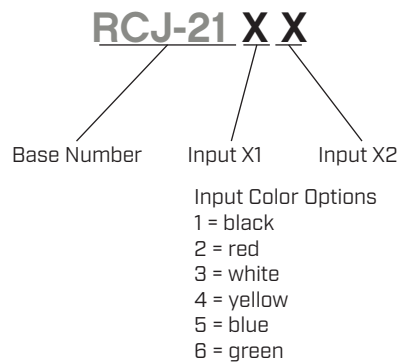 RCJ-21 X X
Base Number Input X1 Input X2
Input Color Options
1 = black
2 = red
3 = white
4 = yellow
5 = blue
6 = green